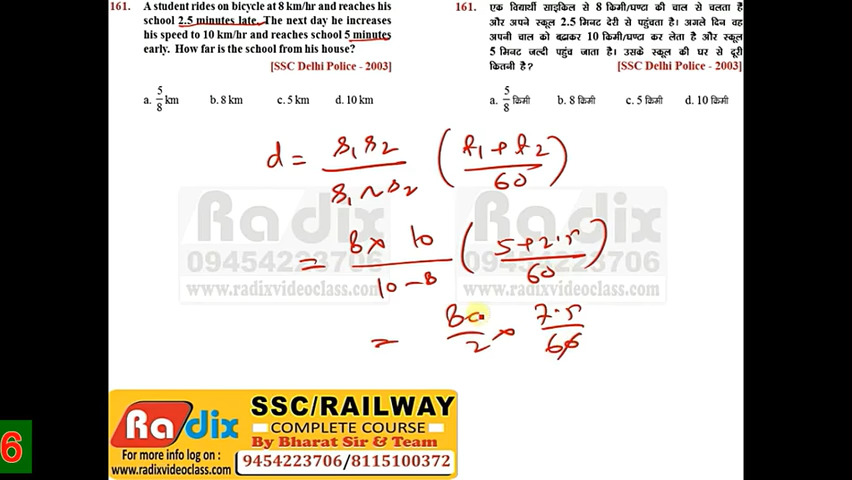 161. A student rides on bicycle at 8 km/hr and reaches his
school 2.5 minutes late. The next day he increases
his speed to 10 km/hr and reaches school 5 minutes
early. How far is the school from his house?
[SSC Delhi Police - 2003]
a. 5/8 km b. 8 km c. 5 km d. 10 km
161. एक विद्यार्थी साइकिल से 8 किमी/घण्टा की चाल से चलता है
और अपने स्कूल 2.5 मिनट देरी से पहुंचता है। अगले दिन वह
अपनी चाल को बढ़ाकर 10 किमी/घण्टा कर लेता है और स्कूल
5 मिनट जल्दी पहुंच जाता है। उसके स्कूल की घर से दूरी
कितनी है?
[SSC Delhi Police - 2003]
a. 5/8 किमी b. 8 किमी c. 5 किमी d. 10 किमी
d = s₁s₂/s₁~s₂ (t₁+t₂/60)
= 8×10/10-8 (5+2.5/60)
= 80/2 × 7.5/60
Radix
09454223706
www.radixvideoclass.com
Radix
09454223706
www.radixvideoclass.com
Radix
For more info log on :
www.radixvideoclass.com
SSC/RAILWAY
COMPLETE COURSE
By Bharat Sir & Team
9454223706/8115100372
6